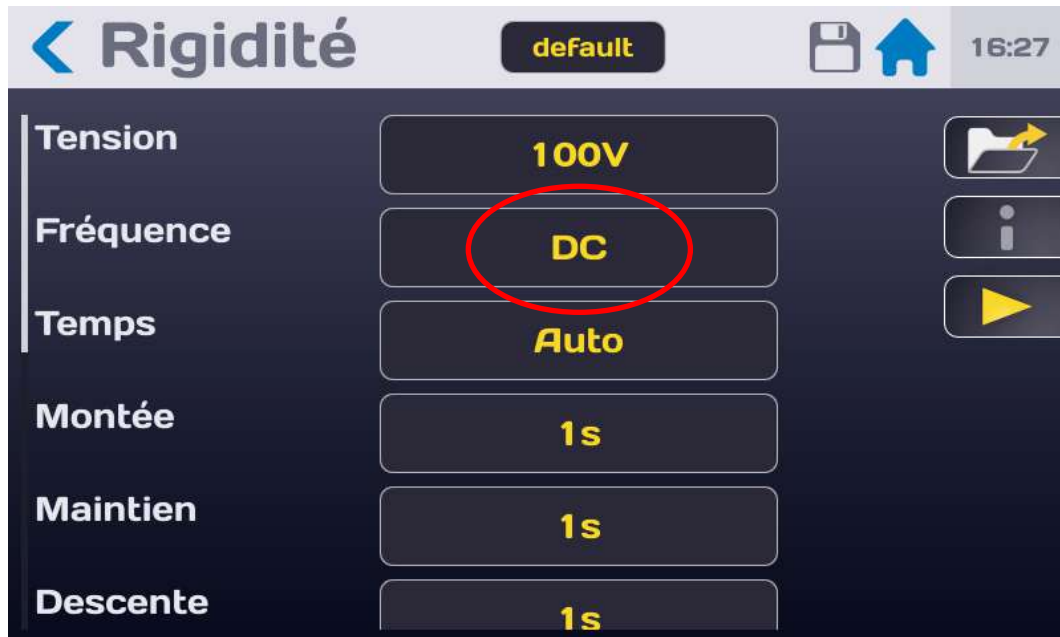 Rigidité default 16:27
Tension 100V
Fréquence DC
Temps Auto
Montée 1s
Maintien 1s
Descente 1s